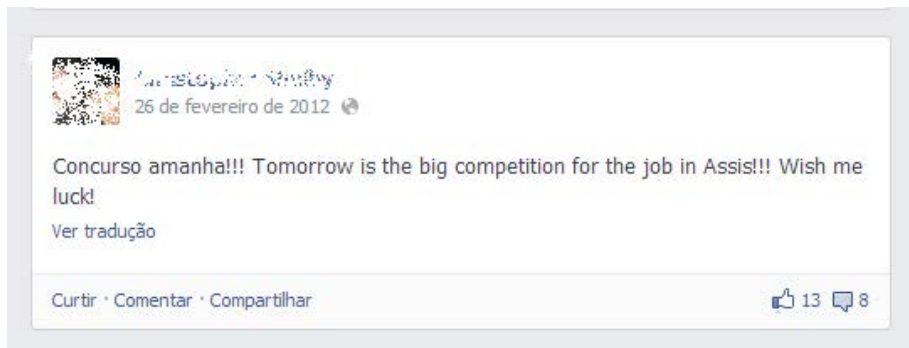 26 de fevereiro de 2012
Concurso amanha!!! Tomorrow is the big competition for the job in Assis!!! Wish me
luck!
Ver tradução
Curtir · Comentar · Compartilhar 13 8